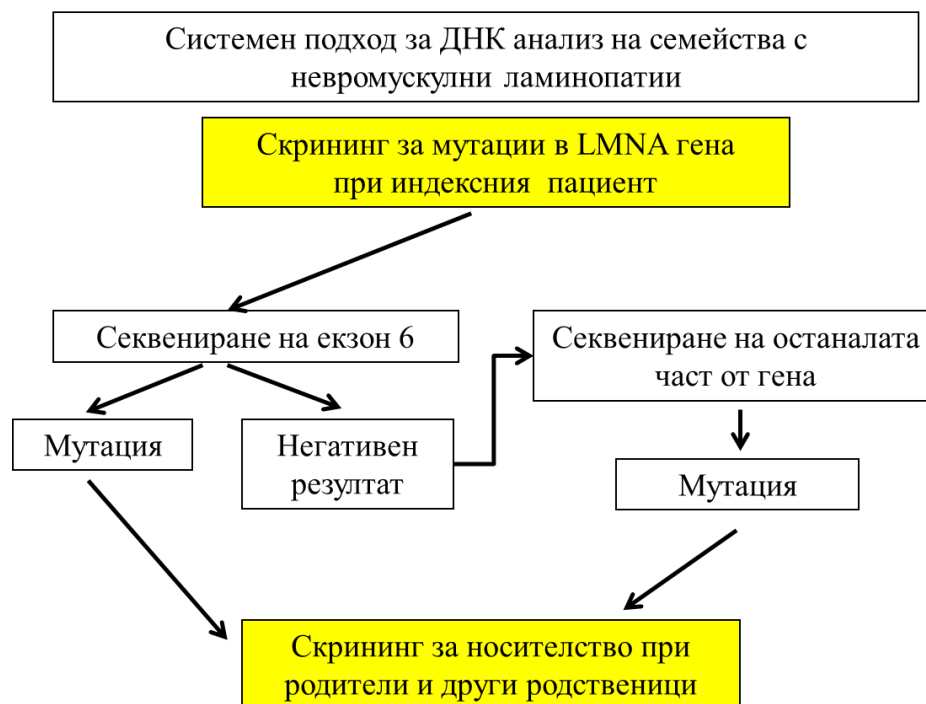 Системен подход за ДНК анализ на семейства с
невромускулни ламинопатии
Скрининг за мутации в LMNA гена
при индексния пациент
Секвениране на екзон 6
Секвениране на останалата
част от гена
Мутация
Негативен
резултат
Мутация
Скрининг за носителство при
родители и други родственици